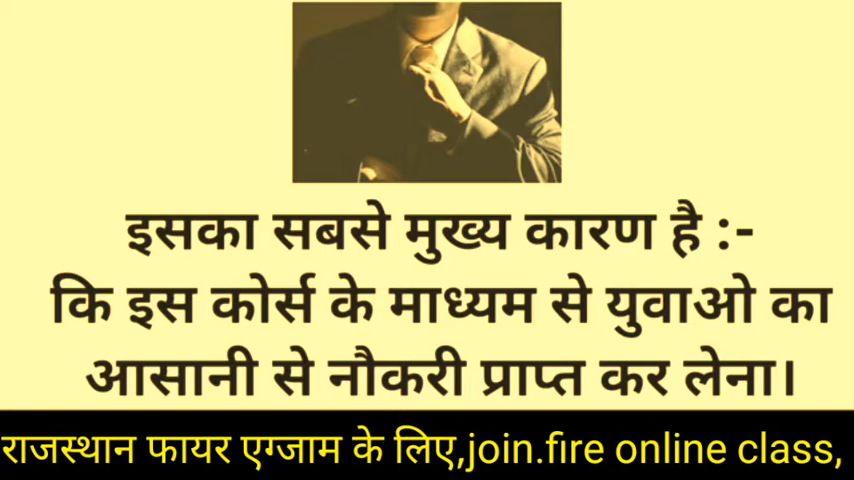 इसका सबसे मुख्य कारण है :-
कि इस कोर्स के माध्यम से युवाओ का
आसानी से नौकरी प्राप्त कर लेना।
राजस्थान फायर एग्जाम के लिए,join.fire online class,